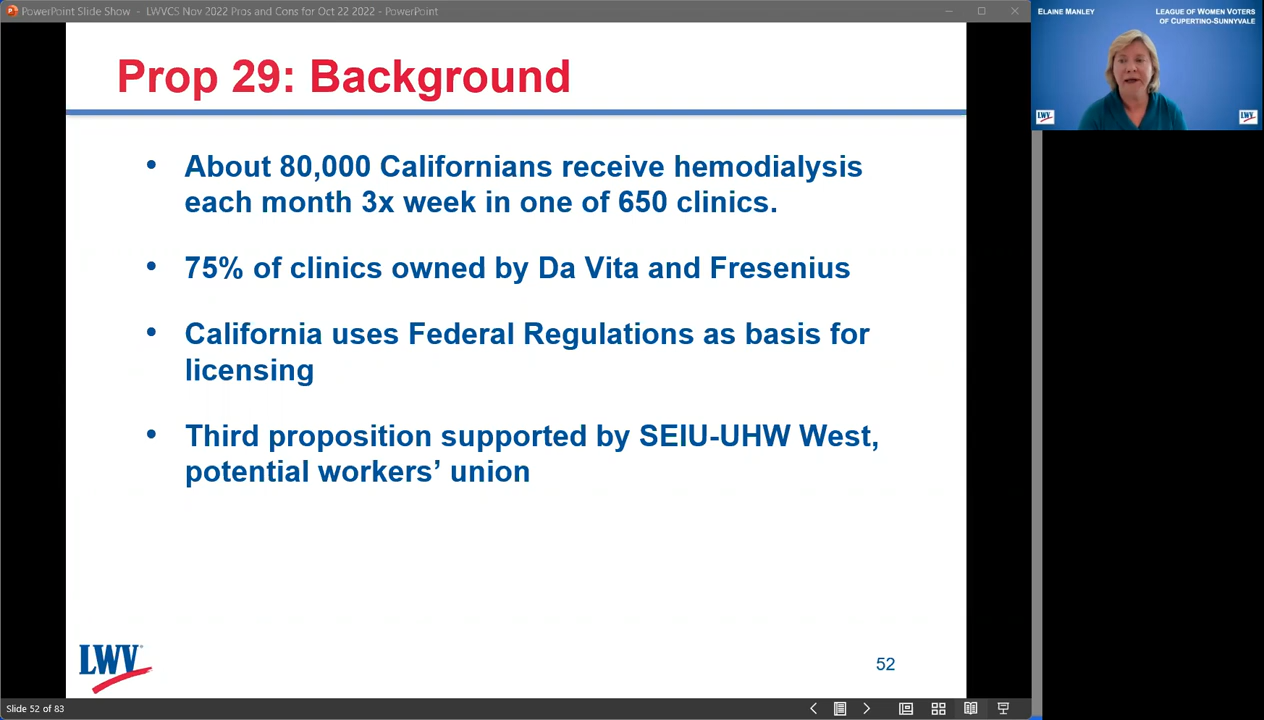 PowerPoint Slide Show - LWVCS Nov 2022 Pros and Cons for Oct 22 2022 - PowerPoint
ELAINE MANLEY
LEAGUE OF WOMEN VOTERS
OF CUPERTINO-SUNNYVALE
LWV
LWV
Prop 29: Background
• About 80,000 Californians receive hemodialysis
each month 3x week in one of 650 clinics.
• 75% of clinics owned by Da Vita and Fresenius
• California uses Federal Regulations as basis for
licensing
• Third proposition supported by SEIU-UHW West,
potential workers’ union
LWV
52
Slide 52 of 83